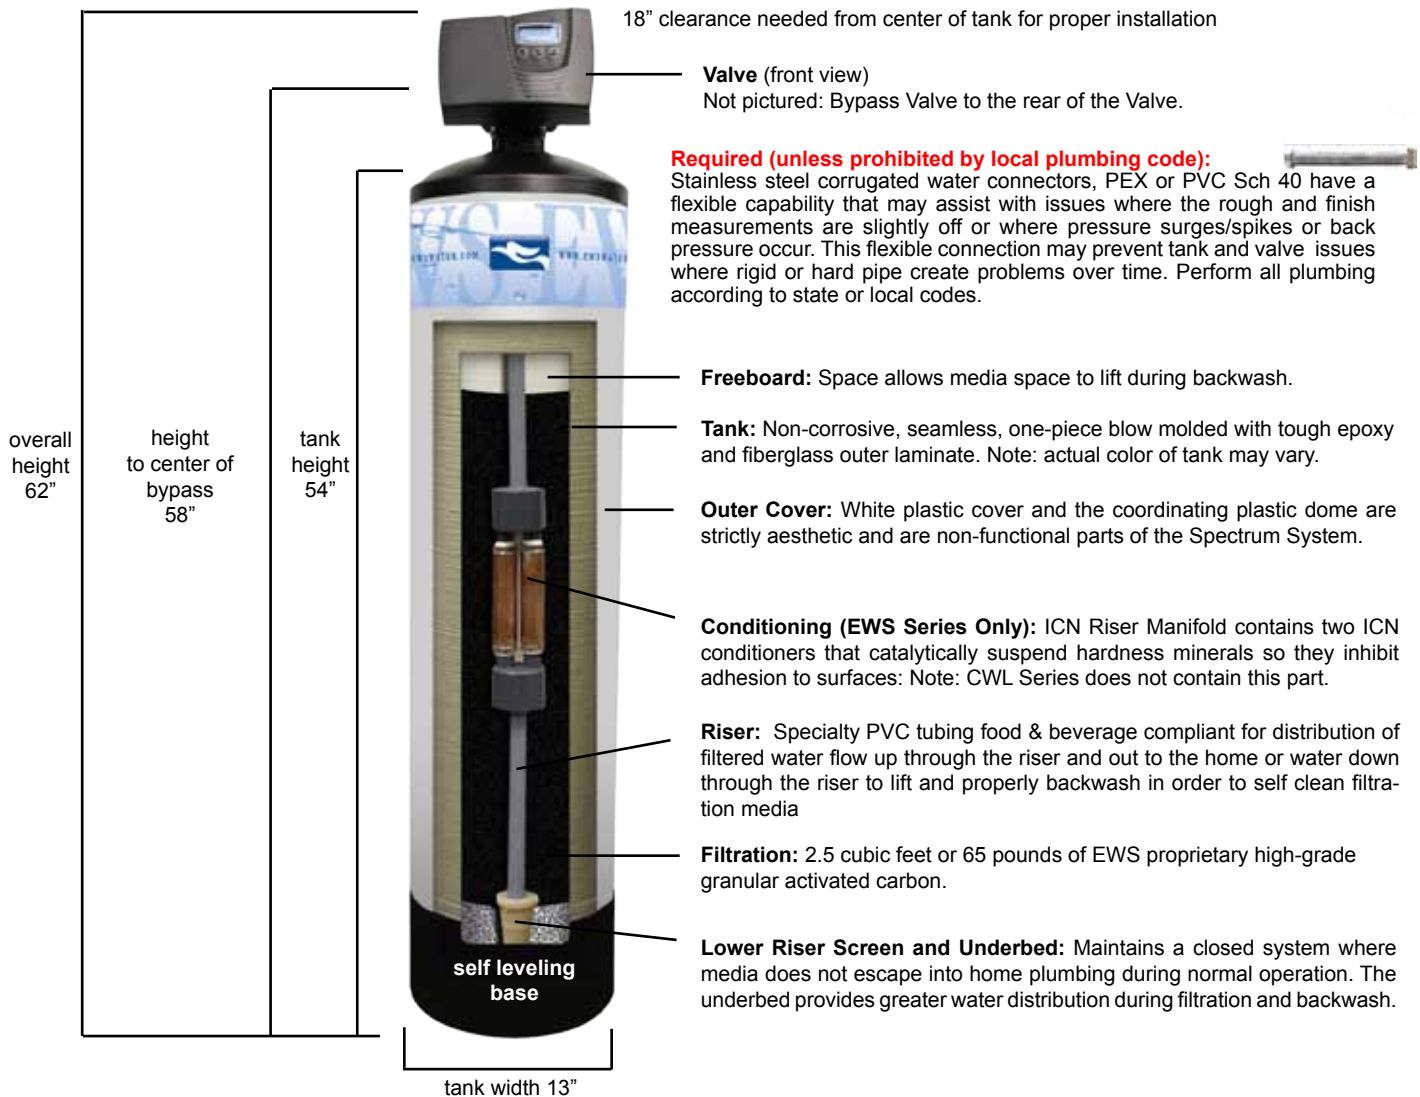 18” clearance needed from center of tank for proper installation
Valve (front view)
Not pictured: Bypass Valve to the rear of the Valve.
Required (unless prohibited by local plumbing code):
Stainless steel corrugated water connectors, PEX or PVC Sch 40 have a
flexible capability that may assist with issues where the rough and finish
measurements are slightly off or where pressure surges/spikes or back
pressure occur. This flexible connection may prevent tank and valve issues
where rigid or hard pipe create problems over time. Perform all plumbing
according to state or local codes.
Freeboard: Space allows media space to lift during backwash.
Tank: Non-corrosive, seamless, one-piece blow molded with tough epoxy
and fiberglass outer laminate. Note: actual color of tank may vary.
Outer Cover: White plastic cover and the coordinating plastic dome are
strictly aesthetic and are non-functional parts of the Spectrum System.
Conditioning (EWS Series Only): ICN Riser Manifold contains two ICN
conditioners that catalytically suspend hardness minerals so they inhibit
adhesion to surfaces: Note: CWL Series does not contain this part.
Riser: Specialty PVC tubing food & beverage compliant for distribution of
filtered water flow up through the riser and out to the home or water down
through the riser to lift and properly backwash in order to self clean filtra-
tion media
Filtration: 2.5 cubic feet or 65 pounds of EWS proprietary high-grade
granular activated carbon.
Lower Riser Screen and Underbed: Maintains a closed system where
media does not escape into home plumbing during normal operation. The
underbed provides greater water distribution during filtration and backwash.
overall
height
62”
height
to center of
bypass
58”
tank
height
54”
self leveling
base
tank width 13”